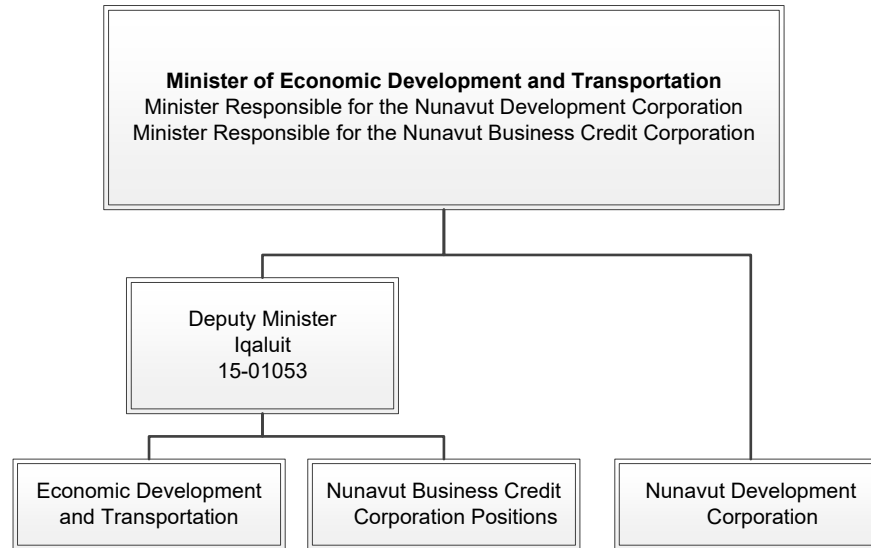 Minister of Economic Development and Transportation
Minister Responsible for the Nunavut Development Corporation
Minister Responsible for the Nunavut Business Credit Corporation
Deputy Minister
Iqaluit
15-01053
Economic Development
and Transportation
Nunavut Business Credit
Corporation Positions
Nunavut Development
Corporation